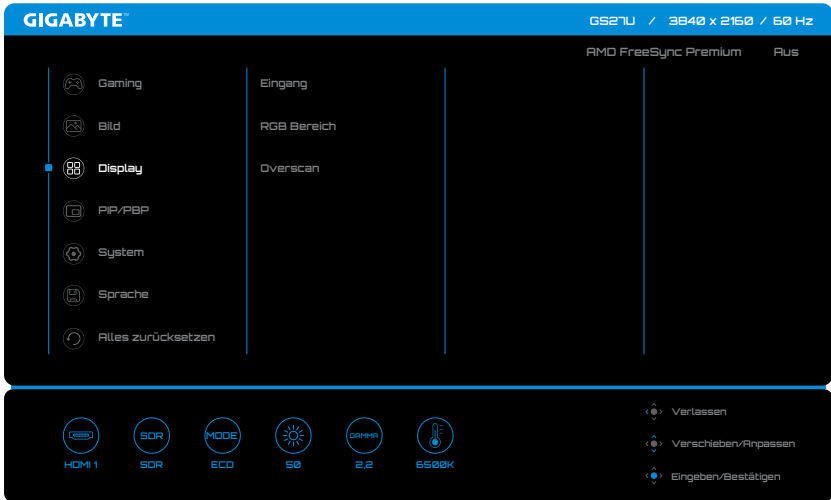 GIGABYTE™
GS27U / 3840 x 2160 / 60 Hz
AMD FreeSync Premium Aus
Gaming
Bild
Display
PIP/PBP
System
Sprache
Alles zurücksetzen
Eingang
RGB Bereich
Overscan
SDR
MODE
GAMMA
HDMI 1
SDR
ECO
50
2,2
6500K
Verlassen
Verschieben/Anpassen
Eingeben/Bestätigen